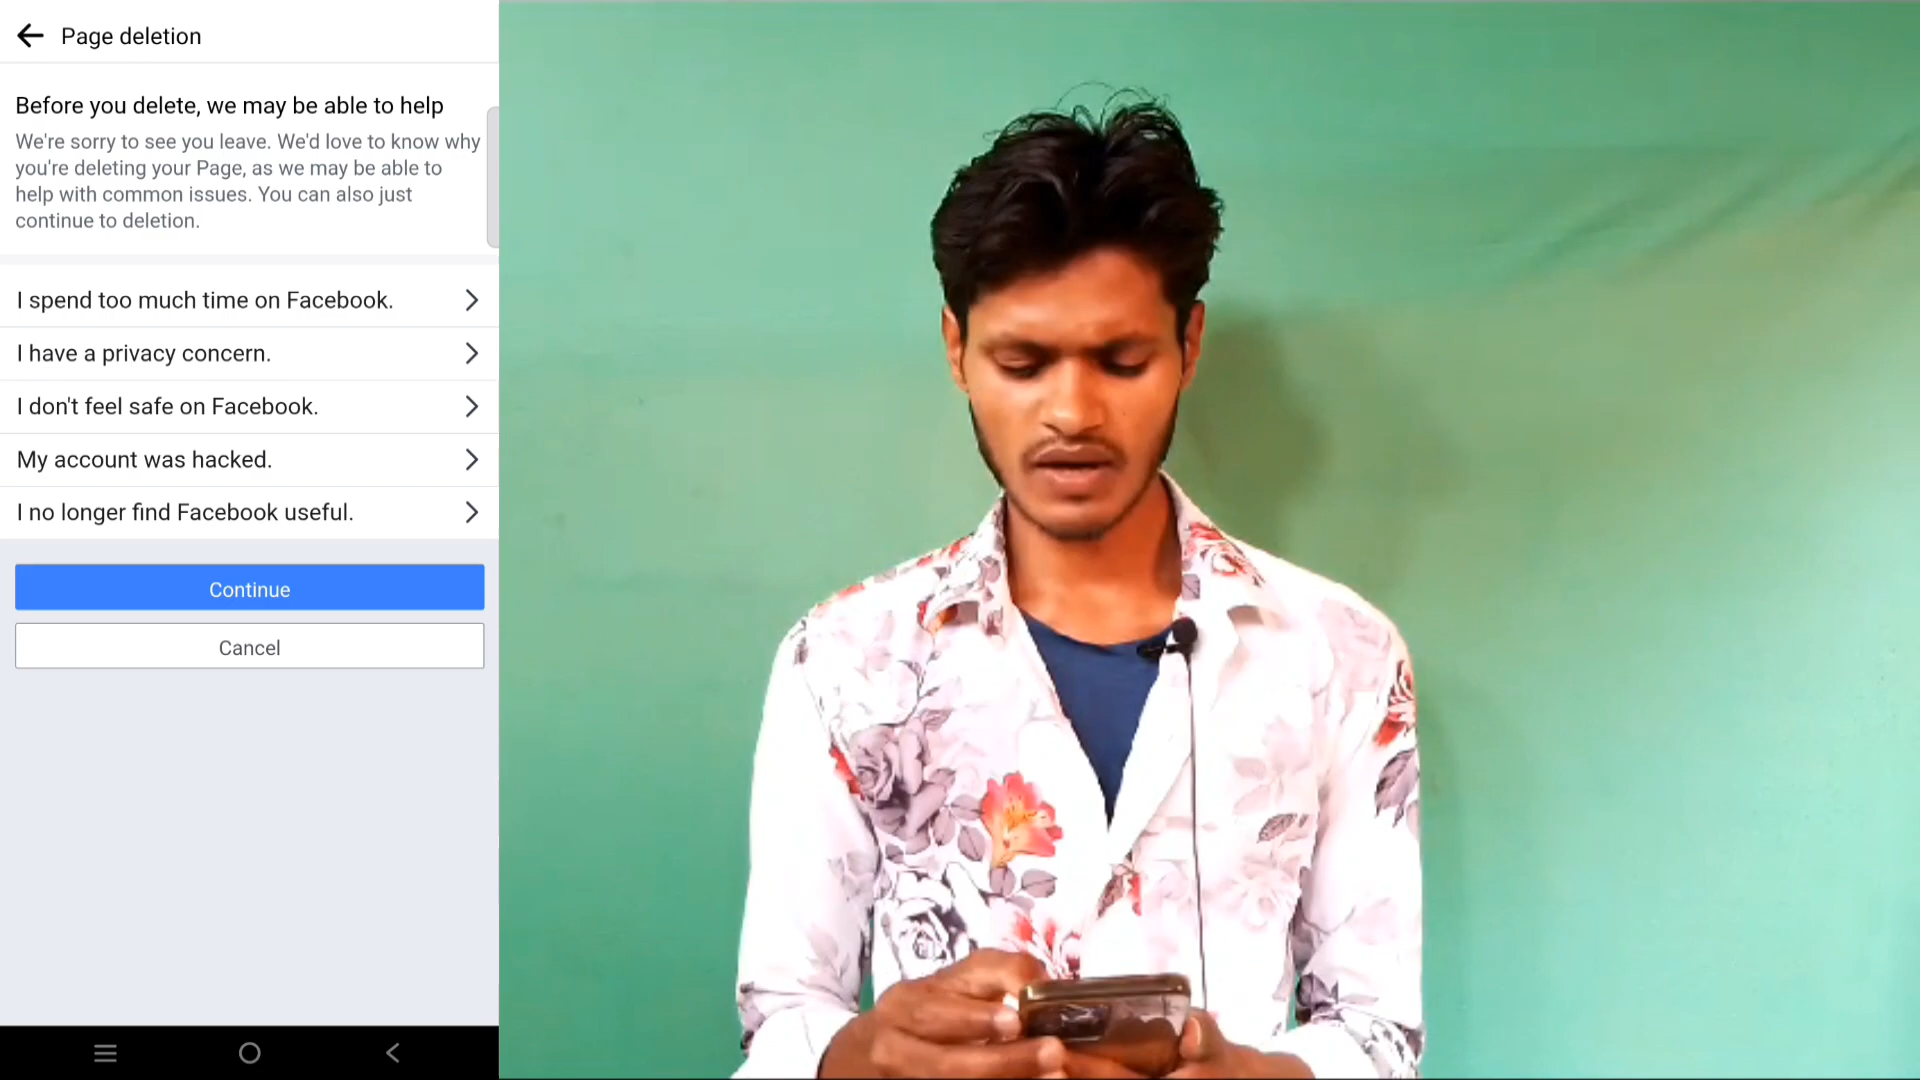 Page deletion
Before you delete, we may be able to help
We're sorry to see you leave. We'd love to know why
you're deleting your Page, as we may be able to
help with common issues. You can also just
continue to deletion.
I spend too much time on Facebook.
I have a privacy concern.
I don't feel safe on Facebook.
My account was hacked.
I no longer find Facebook useful.
Continue
Cancel